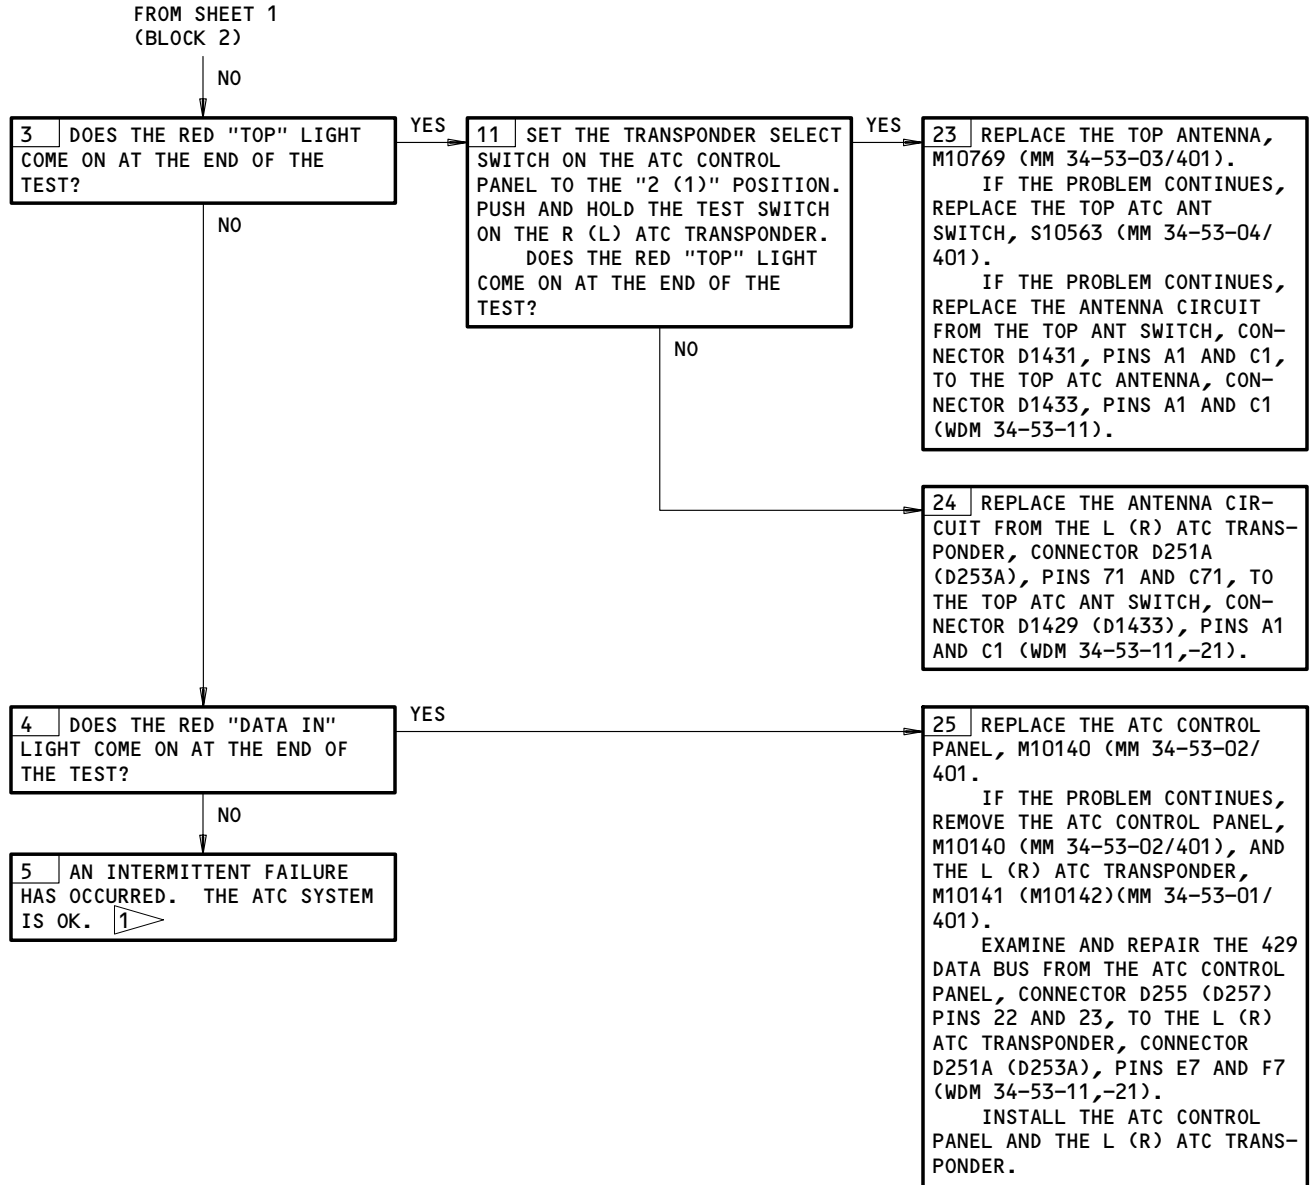 FROM SHEET 1
(BLOCK 2)
NO
3 DOES THE RED "TOP" LIGHT
COME ON AT THE END OF THE
TEST?
YES
NO
11 SET THE TRANSPONDER SELECT
SWITCH ON THE ATC CONTROL
PANEL TO THE "2 (1)" POSITION.
PUSH AND HOLD THE TEST SWITCH
ON THE R (L) ATC TRANSPONDER.
DOES THE RED "TOP" LIGHT
COME ON AT THE END OF THE
TEST?
YES
NO
23 REPLACE THE TOP ANTENNA,
M10769 (MM 34-53-03/401).
IF THE PROBLEM CONTINUES,
REPLACE THE TOP ATC ANT
SWITCH, S10563 (MM 34-53-04/
401).
IF THE PROBLEM CONTINUES,
REPLACE THE ANTENNA CIRCUIT
FROM THE TOP ANT SWITCH, CON-
NECTOR D1431, PINS A1 AND C1,
TO THE TOP ATC ANTENNA, CON-
NECTOR D1433, PINS A1 AND C1
(WDM 34-53-11).
24 REPLACE THE ANTENNA CIR-
CUIT FROM THE L (R) ATC TRANS-
PONDER, CONNECTOR D251A
(D253A), PINS 71 AND C71, TO
THE TOP ATC ANT SWITCH, CON-
NECTOR D1429 (D1433), PINS A1
AND C1 (WDM 34-53-11,-21).
4 DOES THE RED "DATA IN"
LIGHT COME ON AT THE END OF
THE TEST?
YES
NO
25 REPLACE THE ATC CONTROL
PANEL, M10140 (MM 34-53-02/
401.
IF THE PROBLEM CONTINUES,
REMOVE THE ATC CONTROL PANEL,
M10140 (MM 34-53-02/401), AND
THE L (R) ATC TRANSPONDER,
M10141 (M10142)(MM 34-53-01/
401).
EXAMINE AND REPAIR THE 429
DATA BUS FROM THE ATC CONTROL
PANEL, CONNECTOR D255 (D257)
PINS 22 AND 23, TO THE L (R)
ATC TRANSPONDER, CONNECTOR
D251A (D253A), PINS E7 AND F7
(WDM 34-53-11,-21).
INSTALL THE ATC CONTROL
PANEL AND THE L (R) ATC TRANS-
PONDER.
5 AN INTERMITTENT FAILURE
HAS OCCURRED. THE ATC SYSTEM
IS OK. 1